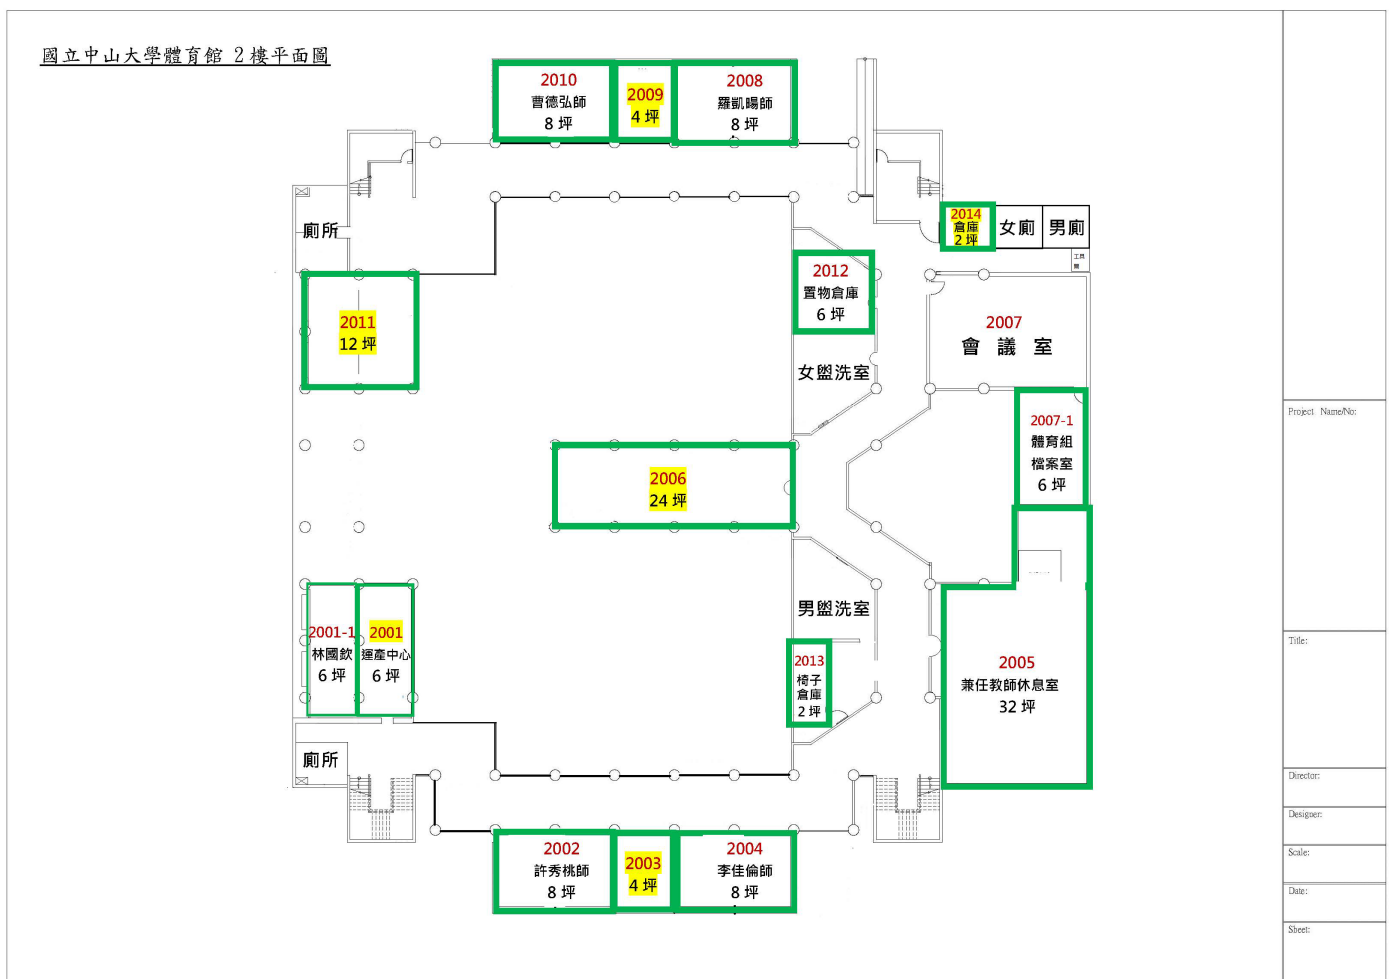 國立中山大學體育館 2樓平面圖
2010
曹德弘師
8 坪
2009
4 坪
2008
羅凱暘師
8 坪
廁所
2014
倉庫
2 坪
女廁
男廁
工具
間
2011
12 坪
2012
置物倉庫
6 坪
2007
會 議 室
女盥洗室
2007-1
體育組
檔案室
6 坪
2006
24 坪
男盥洗室
2001-1
林國欽
6 坪
2001
運產中心
6 坪
2013
椅子
倉庫
2 坪
2005
兼任教師休息室
32 坪
廁所
2002
許秀桃師
8 坪
2003
4 坪
2004
李佳倫師
8 坪
Project Name/No:
Title:
Director:
Designer:
Scale:
Date:
Sheet: